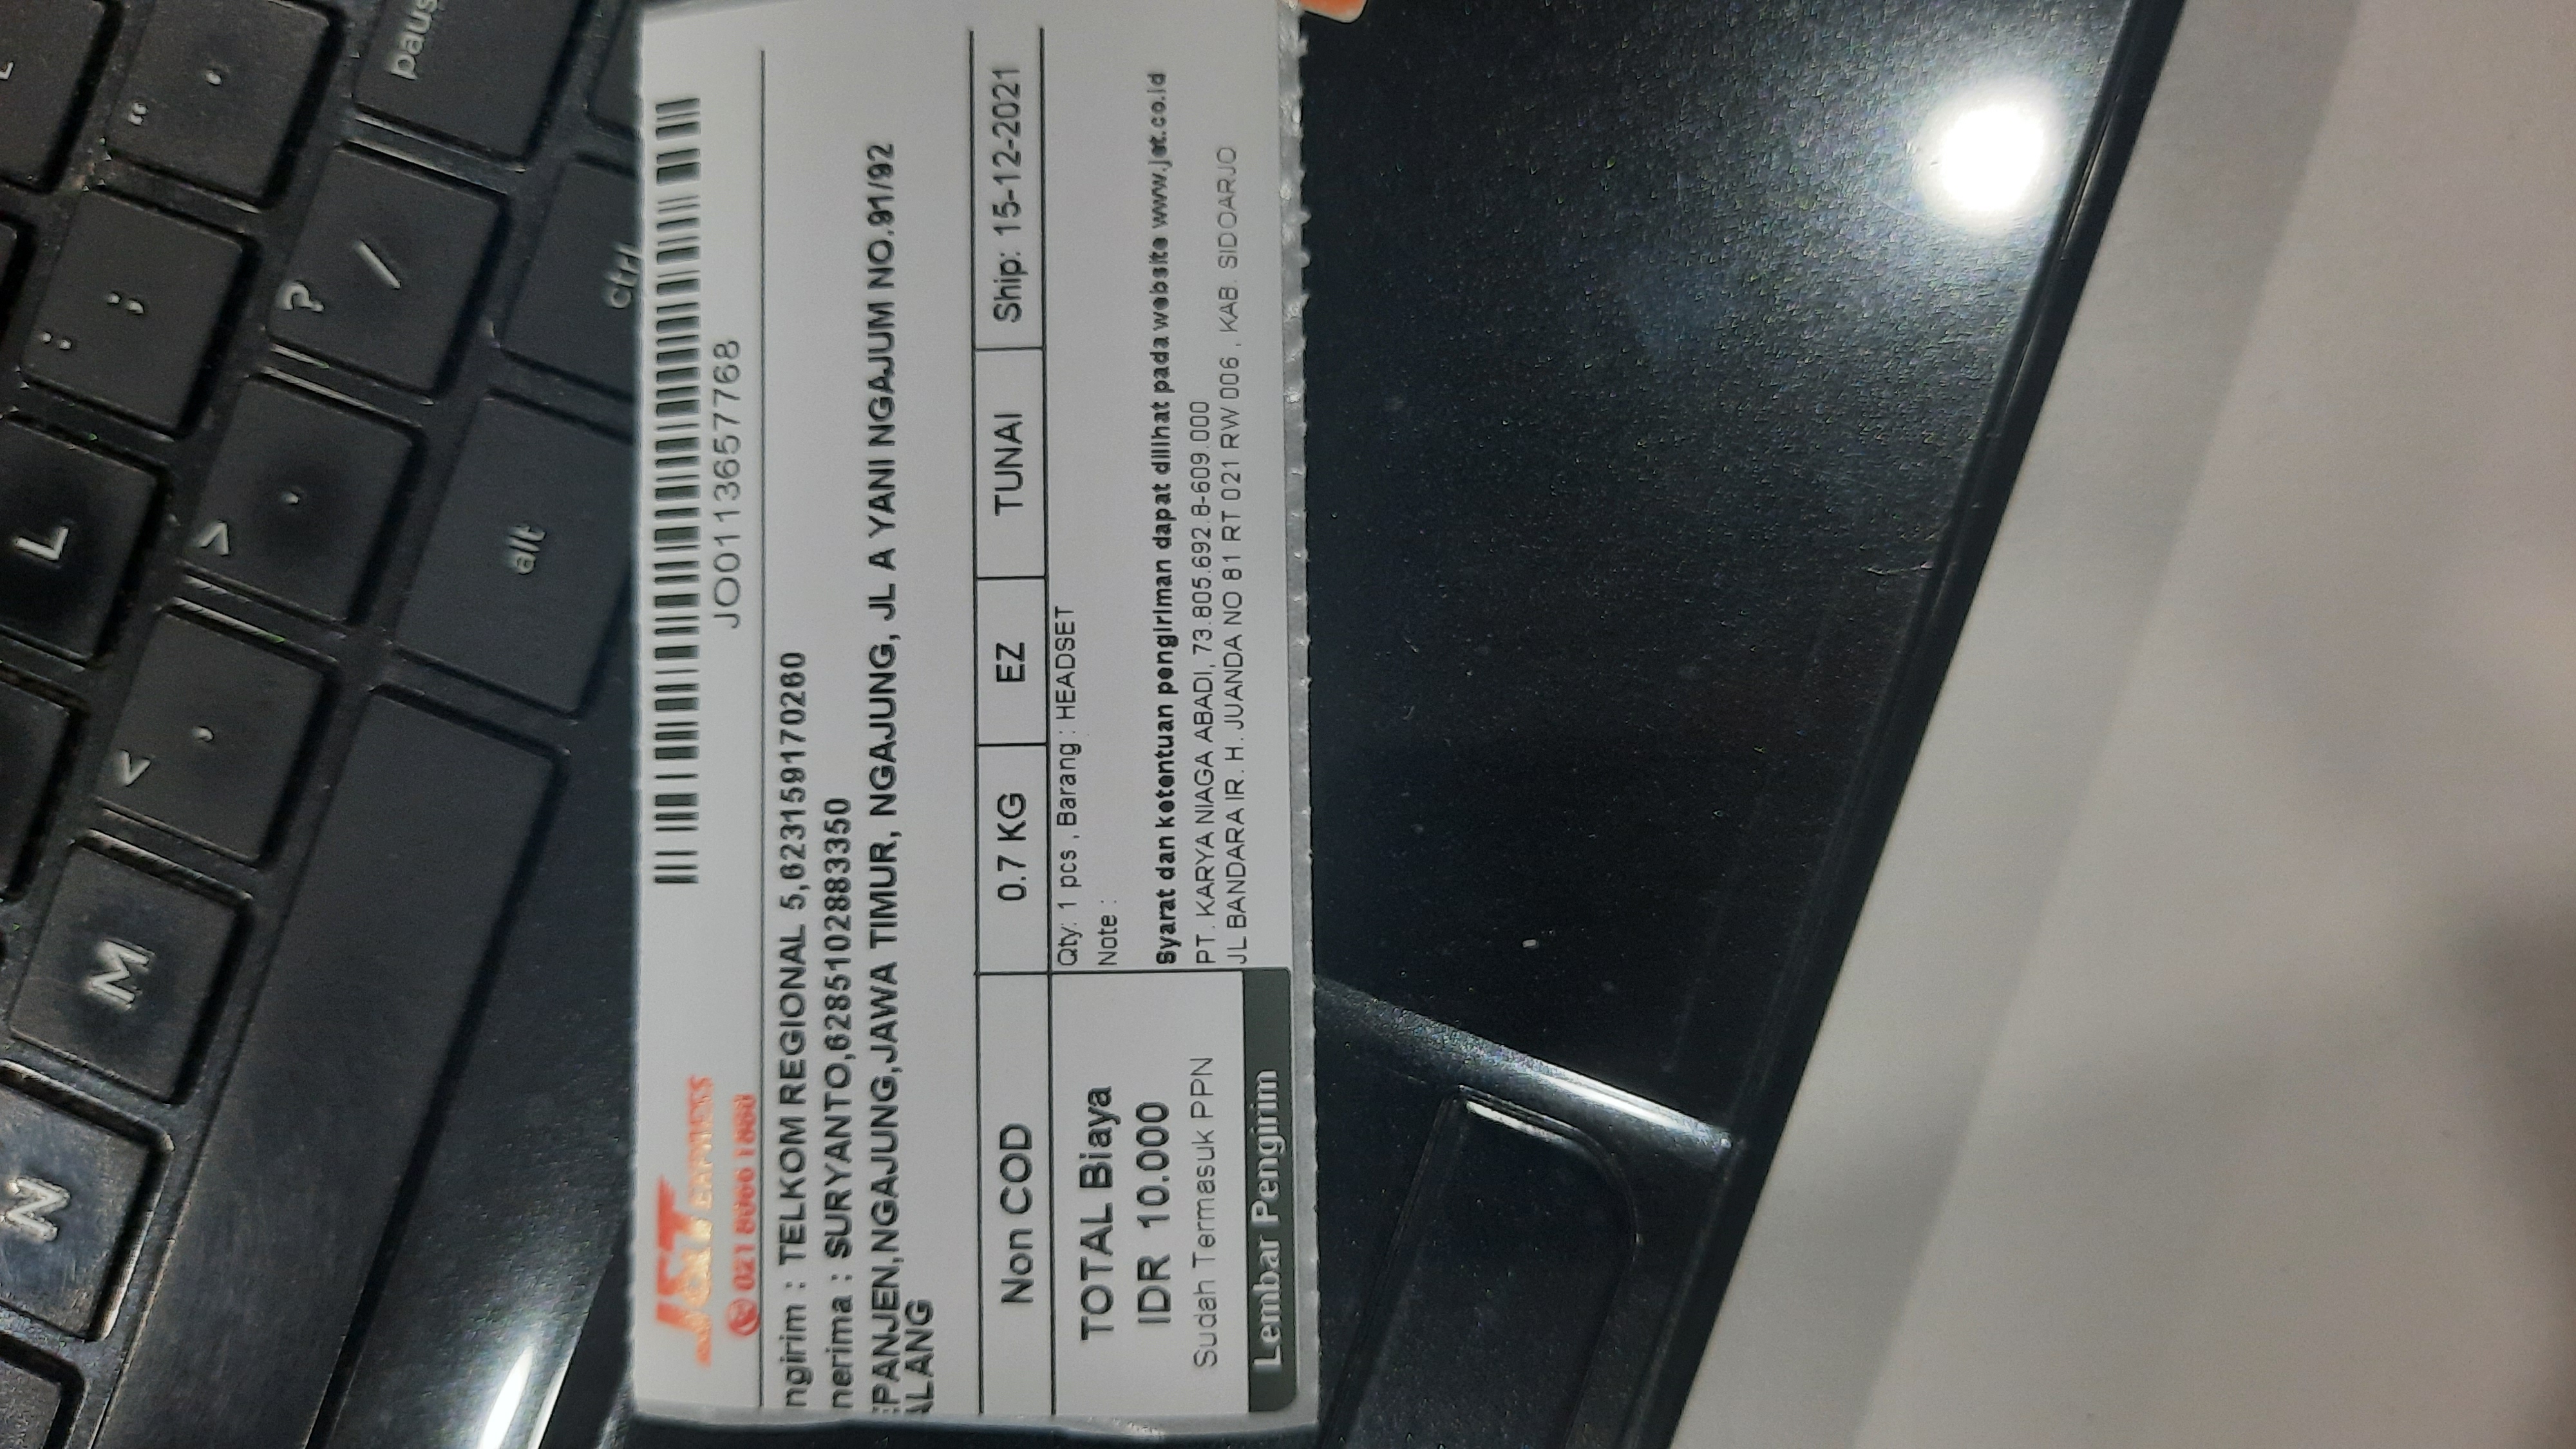 N
M
<
,
L
>
.
:
;
"
'
?
/
paus
alt
ctrl
J&T EXPRESS
021 8066 1880
JO0113657768
ngirim : TELKOM REGIONAL 5,623159170260
nerima : SURYANTO,6285102883350
EPANJEN,NGAJUNG,JAWA TIMUR, NGAJUNG, JL A YANI NGAJUM NO.91/92
ALANG
Non COD 0.7 KG EZ TUNAI Ship: 15-12-2021
TOTAL Biaya
IDR 10.000
Sudah Termasuk PPN
Lembar Pengirim
Qty: 1 pcs , Barang : HEADSET
Note :
Syarat dan ketentuan pengiriman dapat dilihat pada website www.jet.co.id
PT. KARYA NIAGA ABADI, 73.805.692.8-609.000
JL BANDARA IR. H. JUANDA NO 81 RT 021 RW 006 , KAB. SIDOARJO